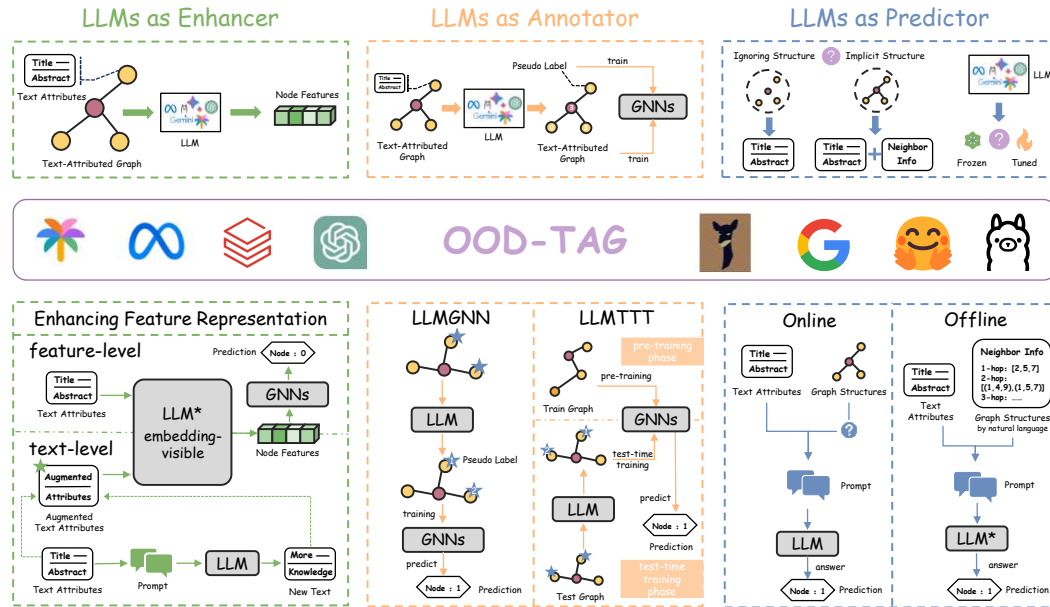 LLMs as Enhancer
Title
Abstract
Text Attributes
Text-Attributed Graph
Gemini
LLM
Node Features
LLMs as Annotator
Title
Abstract
Text-Attributed
Graph
Gemini
LLM
Pseudo Label
3
Text-Attributed
Graph
train
GNNs
train
LLMs as Predictor
Ignoring Structure
?
Implicit Structure
Title
Abstract
Title
Abstract
+
Neighbor
Info
Gemini
LLM
Frozen
?
Tuned
OOD-TAG
Enhancing Feature Representation
feature-level
Title
Abstract
Text Attributes
LLM*
embedding-
visible
Prediction
Node : 0
GNNs
Node Features
text-level
Augmented
Attributes
Augmented
Text Attributes
Title
Abstract
Text Attributes
Prompt
LLM
More
Knowledge
New Text
LLMGNN
LLM
1
Pseudo Label
2
training
GNNs
predict
Node : 1
Prediction
LLMTTT
pre-training
phase
pre-training
Train Graph
GNNs
test-time
training
LLM
predict
Node : 1
Prediction
test-time
training
phase
Test Graph
Online
Title
Abstract
Text Attributes
Graph Structures
?
Prompt
LLM
answer
Node : 1
Prediction
Offline
Title
Abstract
Text
Attributes
Neighbor Info
1-hop: [2,5,7]
2-hop:
[(1,4,9),(1,5,7)]
3-hop: ......
Graph Structures
by natural language
Prompt
LLM*
answer
Node : 1
Prediction